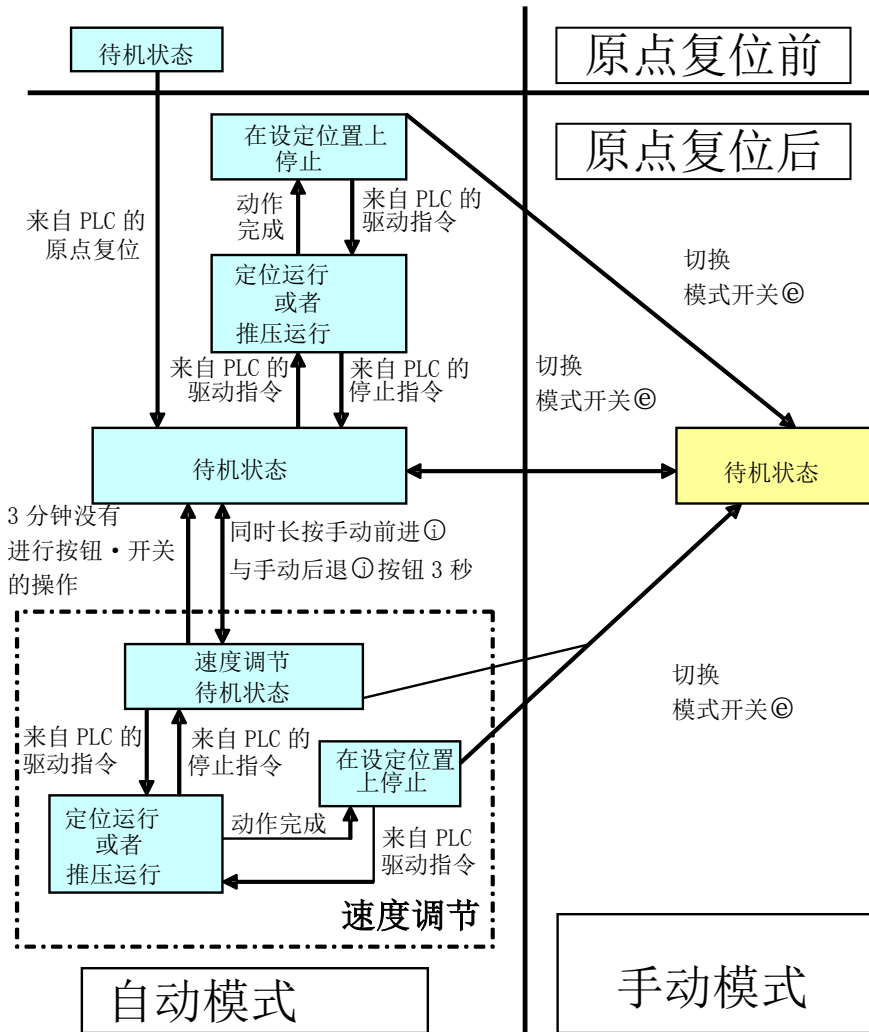 待机状态
原点复位前
原点复位后
在设定位置上
停止
动作
完成
来自 PLC 的
驱动指令
来自 PLC 的
原点复位
定位运行
或者
推压运行
切换
模式开关ⓔ
来自 PLC 的
驱动指令
来自 PLC 的
停止指令
切换
模式开关ⓔ
待机状态
待机状态
3 分钟没有
进行按钮・开关
的操作
同时长按手动前进ⓘ
与手动后退ⓙ按钮 3 秒
速度调节
待机状态
切换
模式开关ⓔ
来自 PLC 的
驱动指令
来自 PLC 的
停止指令
在设定位置
上停止
定位运行
或者
推压运行
动作完成
来自 PLC
驱动指令
速度调节
自动模式
手动模式